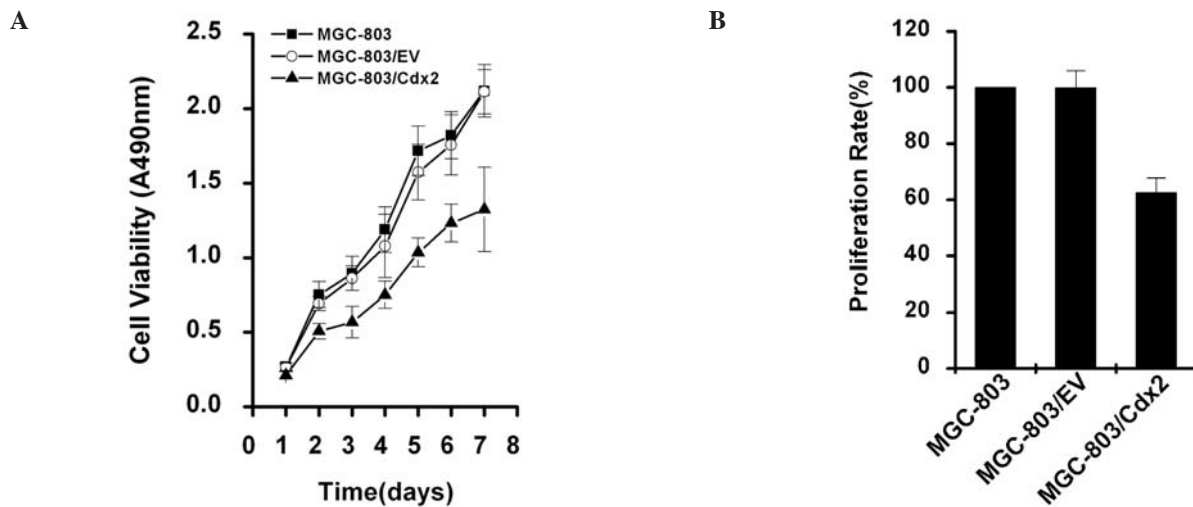 A
Cell Viability (A490nm)
2.5
2.0
1.5
1.0
0.5
0.0
MGC-803
MGC-803/EV
MGC-803/Cdx2
0 1 2 3 4 5 6 7 8
Time(days)
B
Proliferation Rate(%)
120
100
80
60
40
20
0
MGC-803
MGC-803/EV
MGC-803/Cdx2